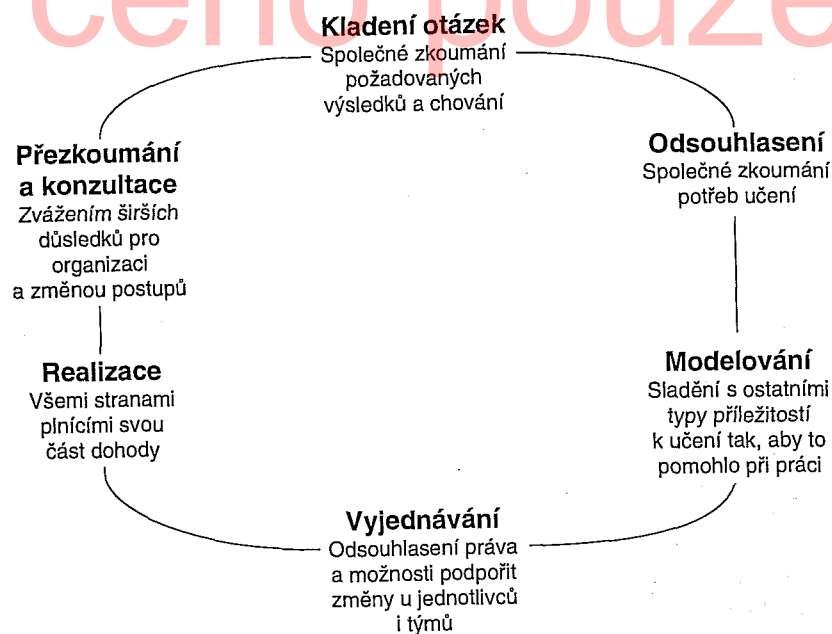 ceno pouze
Kladení otázek
Společné zkoumání
požadovaných
výsledků a chování
Odsouhlasení
Společné zkoumání
potřeb učení
Modelování
Sladění s ostatními
typy příležitostí
k učení tak, aby to
pomohlo při práci
Vyjednávání
Odsouhlasení práva
a možnosti podpořit
změny u jednotlivců
i týmů
Realizace
Všemi stranami
plnícími svou
část dohody
Přezkoumání
a konzultace
Zvážením širších
důsledků pro
organizaci
a změnou postupů